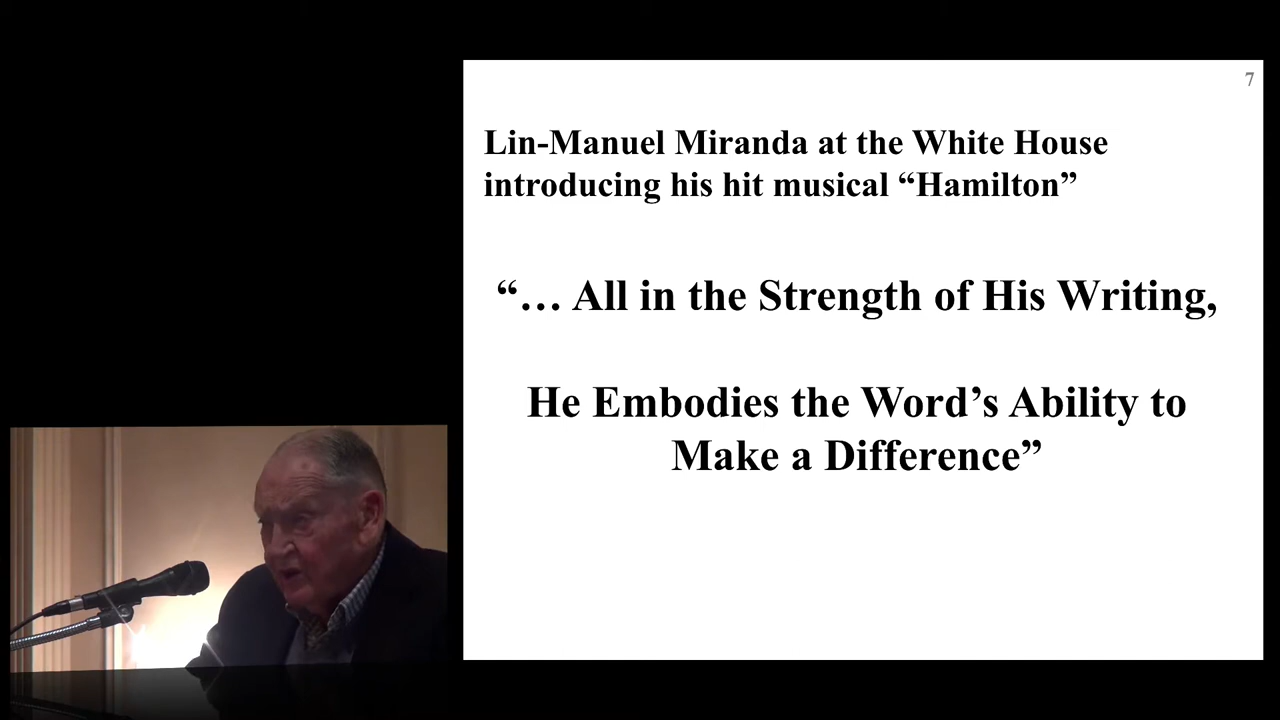 7
Lin-Manuel Miranda at the White House
introducing his hit musical “Hamilton”
“… All in the Strength of His Writing,
He Embodies the Word’s Ability to
Make a Difference”